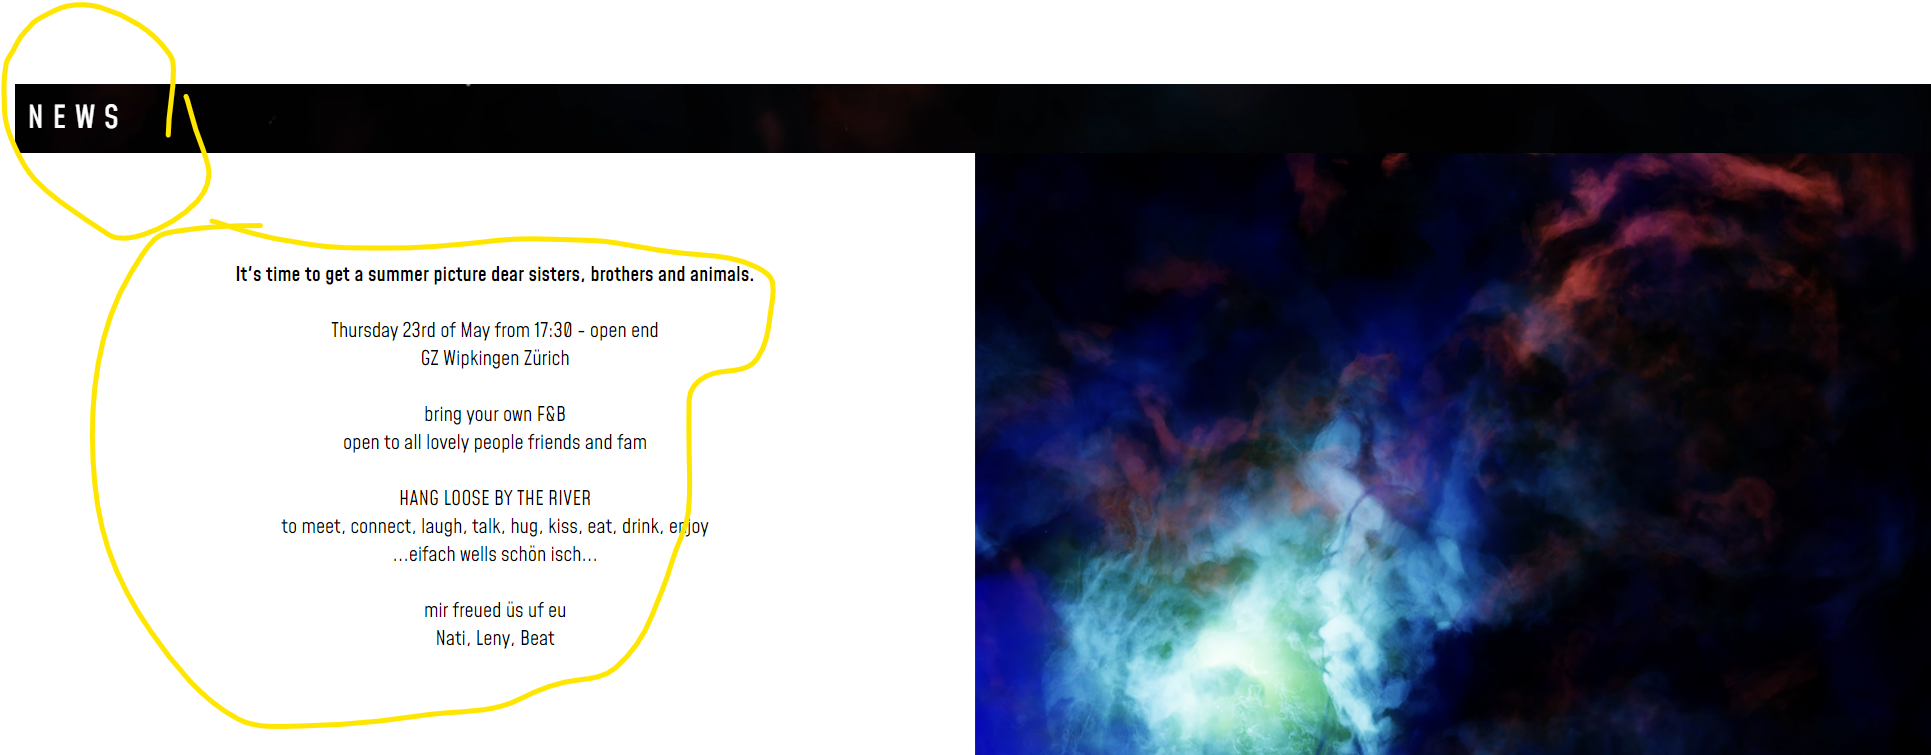 NEWS
It's time to get a summer picture dear sisters, brothers and animals.
Thursday 23rd of May from 17:30 - open end
GZ Wipkingen Zürich
bring your own F&B
open to all lovely people friends and fam
HANG LOOSE BY THE RIVER
to meet, connect, laugh, talk, hug, kiss, eat, drink, enjoy
...eifach wells schön isch...
mir freued üs uf eu
Nati, Leny, Beat